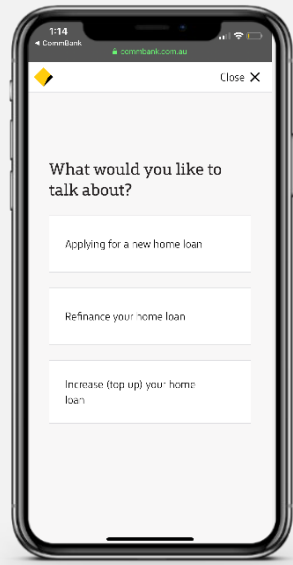 1:14
◀ CommBank
commbank.com.au
Close ✕
What would you like to
talk about?
Applying for a new home loan
Refinance your home loan
Increase (top up) your home
loan